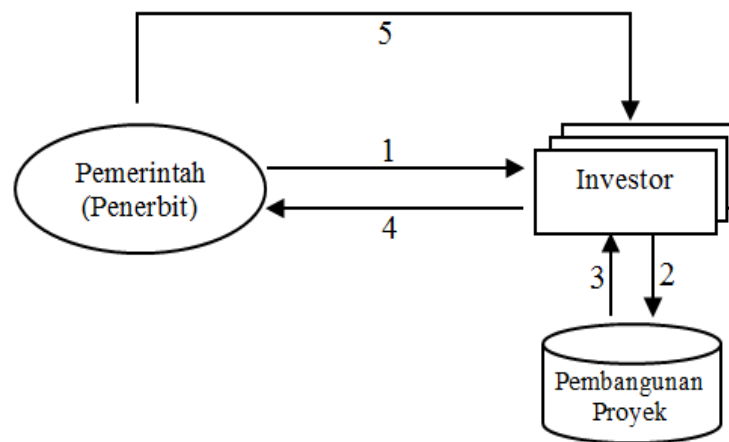 5
Pemerintah
(Penerbit)
1
4
Investor
3
2
Pembangunan
Proyek